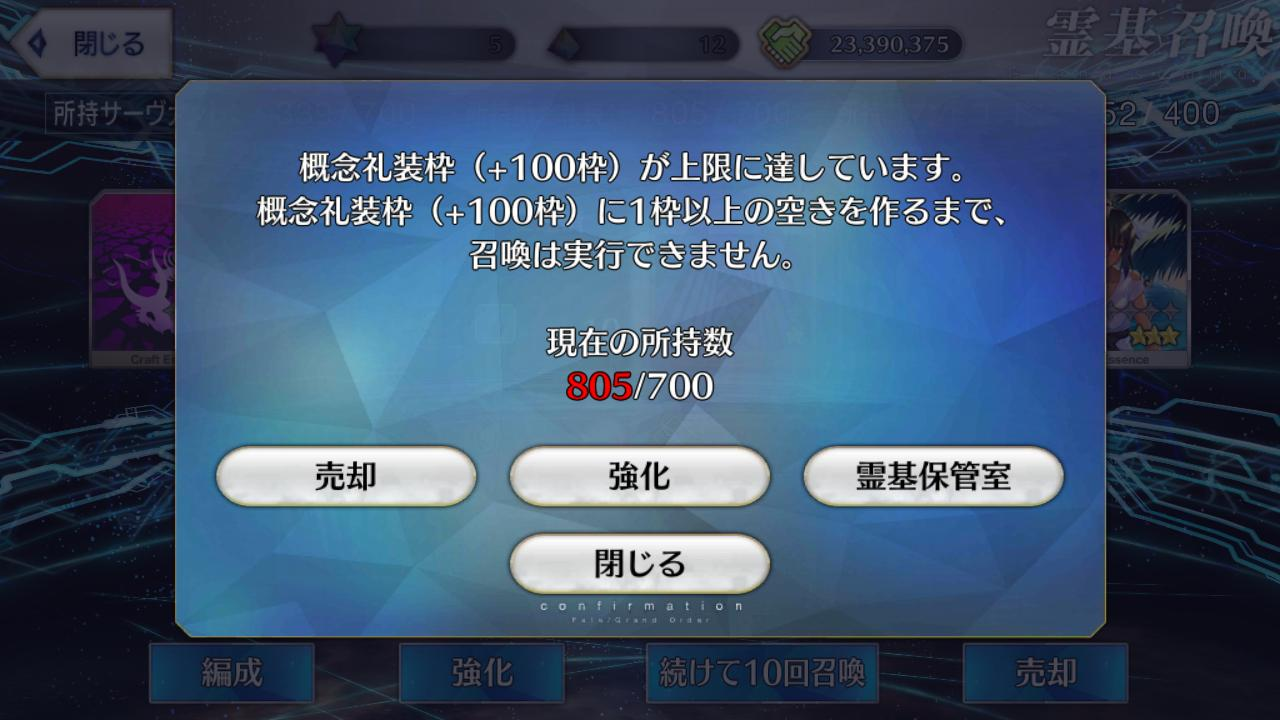 閉じる
5
12
23,390,375
霊基召喚
所持サーヴァ
52/400
概念礼装枠（+100枠）が上限に達しています。
概念礼装枠（+100枠）に1枠以上の空きを作るまで、
召喚は実行できません。
現在の所持数
805/700
売却
強化
霊基保管室
閉じる
confirmation
Fate/Grand Order
Craft E
ssence
編成
強化
続けて10回召喚
売却